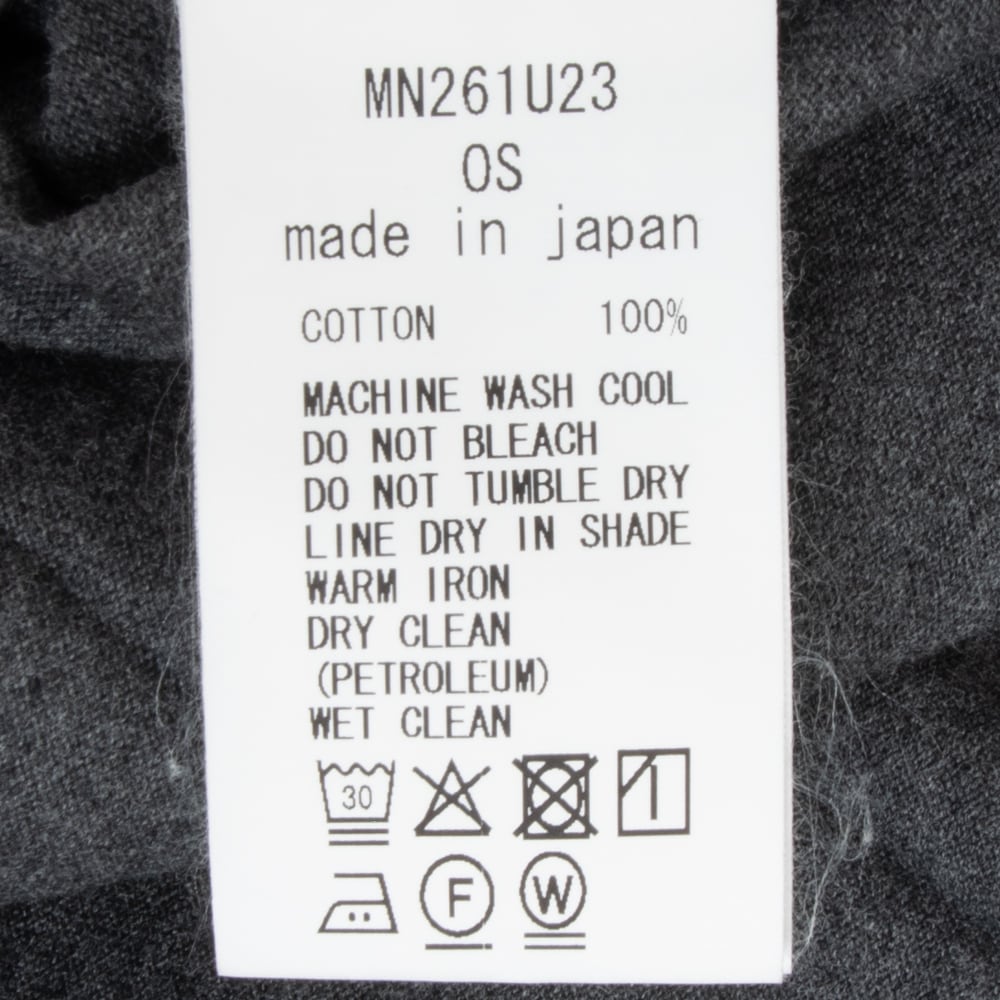 MN261U23
OS
made in japan
COTTON 100%
MACHINE WASH COOL
DO NOT BLEACH
DO NOT TUMBLE DRY
LINE DRY IN SHADE
WARM IRON
DRY CLEAN
(PETROLEUM)
WET CLEAN
30
F W